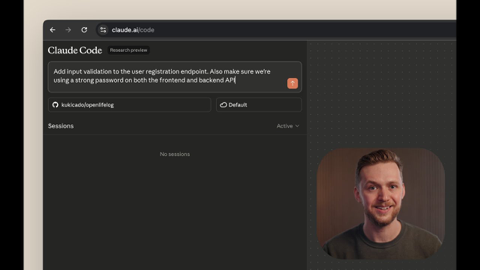 claude.ai/code
Claude Code Research preview
Add input validation to the user registration endpoint. Also make sure we're
using a strong password on both the frontend and backend API
kukicado/openlifelog
Default
Sessions
Active
No sessions